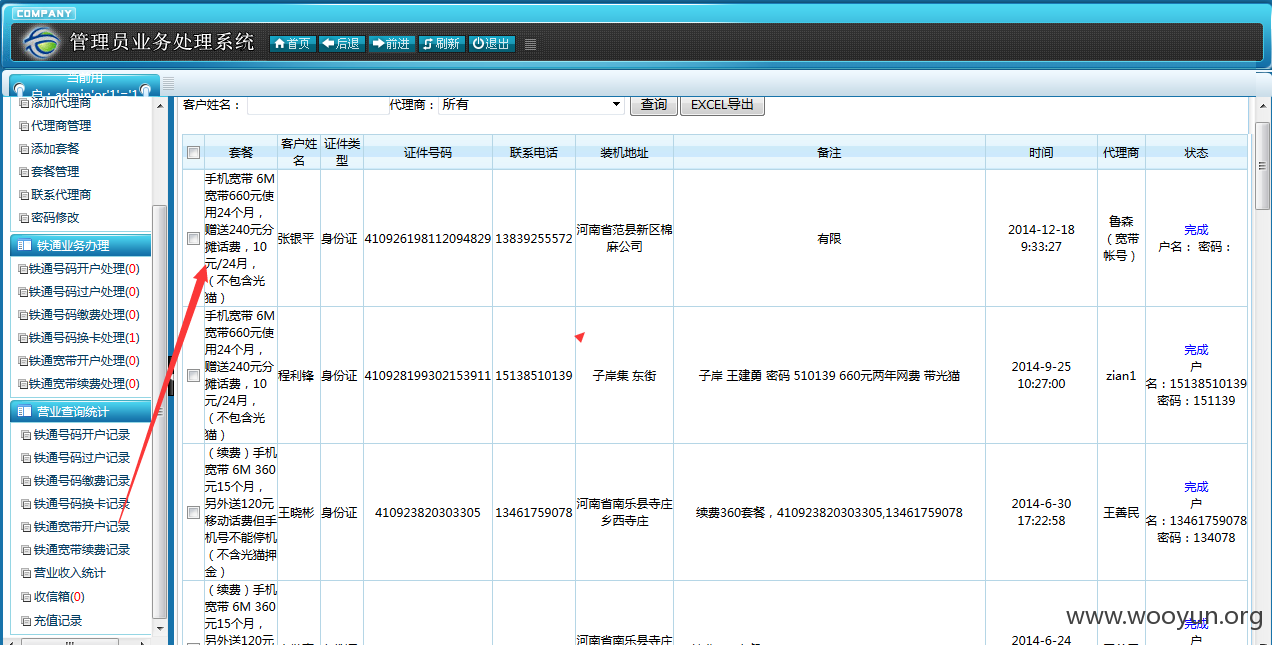 COMPANY
管理员业务处理系统
首页 后退 前进 刷新 退出
当前用
户：admin'or'1'='1
添加代理商
代理商管理
添加套餐
套餐管理
联系代理商
密码修改
铁通业务办理
铁通号码开户处理(0)
铁通号码过户处理(0)
铁通号码缴费处理(0)
铁通号码换卡处理(1)
铁通宽带开户处理(0)
铁通宽带续费处理(0)
营业查询统计
铁通号码开户记录
铁通号码过户记录
铁通号码缴费记录
铁通号码换卡记录
铁通宽带开户记录
铁通宽带续费记录
营业收入统计
收信箱(0)
充值记录
客户姓名： 代理商：所有 查询 EXCEL导出
套餐 客户姓名 证件类型 证件号码 联系电话 装机地址 备注 时间 代理商 状态
手机宽带 6M
宽带660元使
用24个月，
赠送240元分
摊话费，10
元/24月，
（不包含光
猫）
张银平 身份证 410926198112094829 13839255572
河南省范县新区棉
麻公司
有限
2014-12-18
9:33:27
鲁森
（宽带
帐号）
完成
户名： 密码：
手机宽带 6M
宽带660元使
用24个月，
赠送240元分
摊话费，10
元/24月，
（不包含光
猫）
程利锋 身份证 410928199302153911 15138510139
子岸集 东街
子岸 王建勇 密码 510139 660元两年网费 带光猫
2014-9-25
10:27:00
zian1
完成
户
名：15138510139
密码：151139
（续费）手机
宽带 6M 360
元15个月，
另外送120元
移动话费但手
机号不能停机
（不含光猫押
金）
王晓彬 身份证 410923820303305 13461759078
河南省南乐县寺庄
乡西寺庄
续费360套餐，410923820303305,13461759078
2014-6-30
17:22:58
王善民
完成
户
名：13461759078
密码：134078
（续费）手机
宽带 6M 360
元15个月，
另外送120元
河南省南乐县寺庄
2014-6-24
完成
户
www.wooyun.org